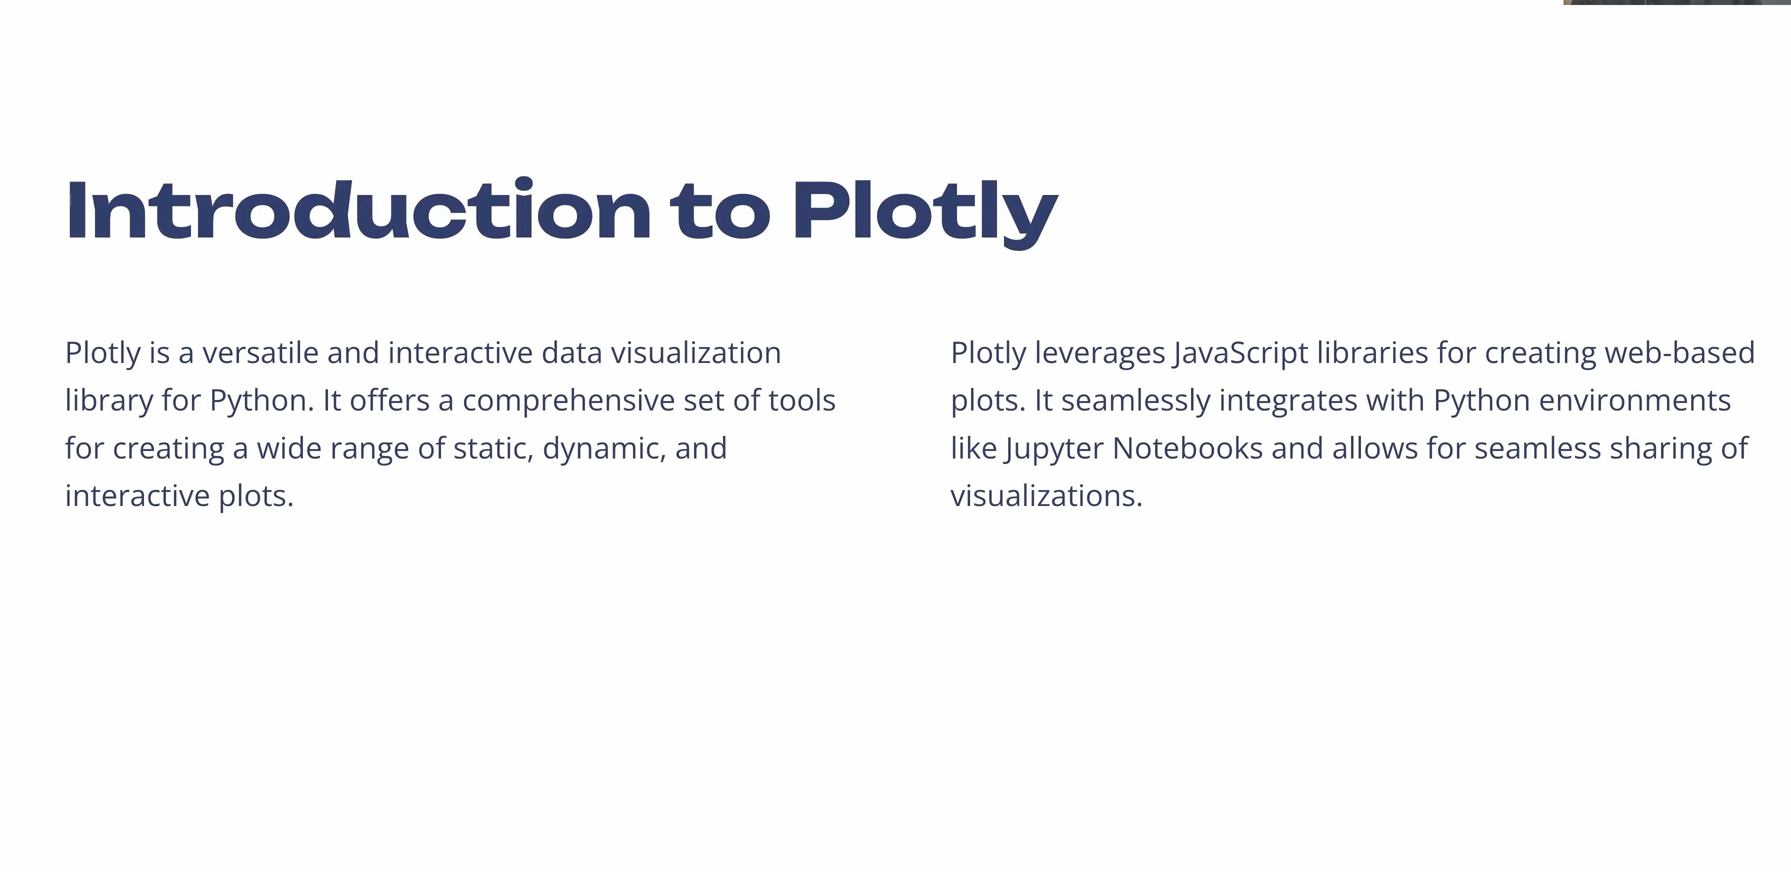 Introduction to Plotly
Plotly is a versatile and interactive data visualization
library for Python. It offers a comprehensive set of tools
for creating a wide range of static, dynamic, and
interactive plots.
Plotly leverages JavaScript libraries for creating web-based
plots. It seamlessly integrates with Python environments
like Jupyter Notebooks and allows for seamless sharing of
visualizations.